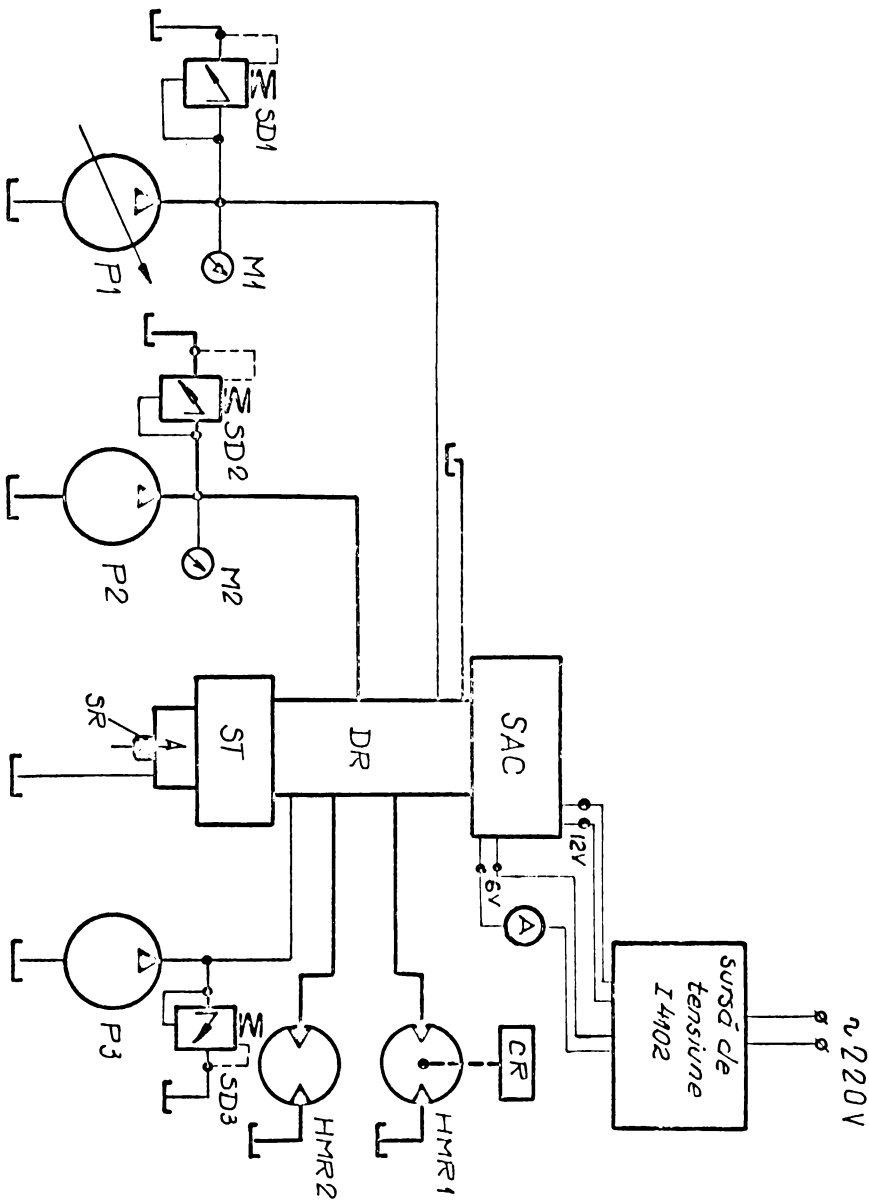 SD1
P1
M1
SD2
P2
M2
SR
ST
DR
SAC
12V
6V
A
sursă de
tensiune
I4102
~220V
P3
SD3
HMR2
HMR1
CR